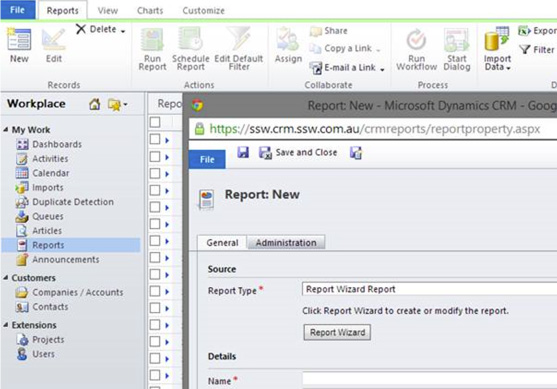 File Reports View Charts Customize
New Edit Delete
Run Report Schedule Report Edit Default Filter
Assign Share Copy a Link E-mail a Link
Run Workflow Start Dialog
Import Data Filter
Records Actions Collaborate Process
Workplace
My Work
Dashboards
Activities
Calendar
Imports
Duplicate Detection
Queues
Articles
Reports
Announcements
Customers
Companies / Accounts
Contacts
Extensions
Projects
Users
Report: New - Microsoft Dynamics CRM - Goog
https://ssw.crm.ssw.com.au/crmreports/reportproperty.aspx
File Save and Close
Report: New
General Administration
Source
Report Type * Report Wizard Report
Click Report Wizard to create or modify the report.
Report Wizard
Details
Name *